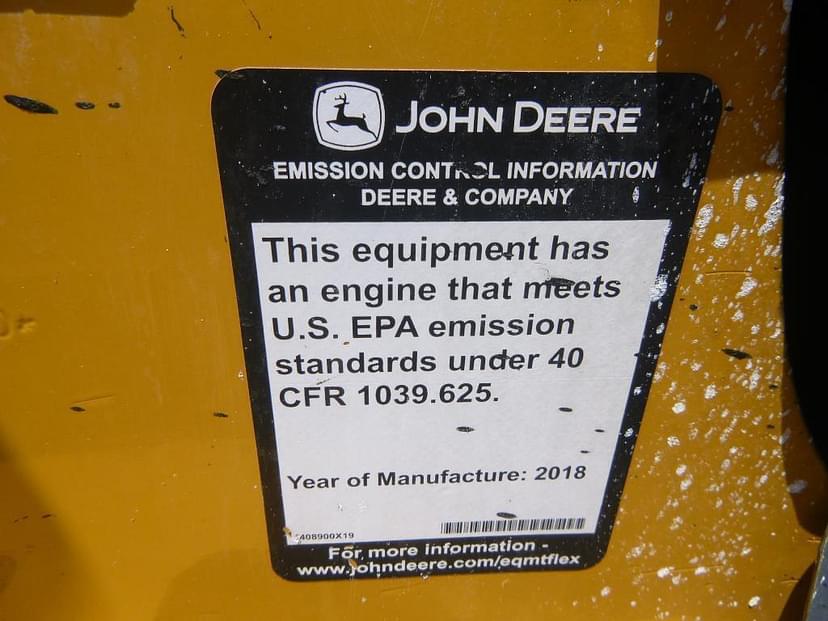 JOHN DEERE
EMISSION CONTROL INFORMATION
DEERE & COMPANY
This equipment has
an engine that meets
U.S. EPA emission
standards under 40
CFR 1039.625.
Year of Manufacture: 2018
408900X19
For more information -
www.johndeere.com/eqmtflex